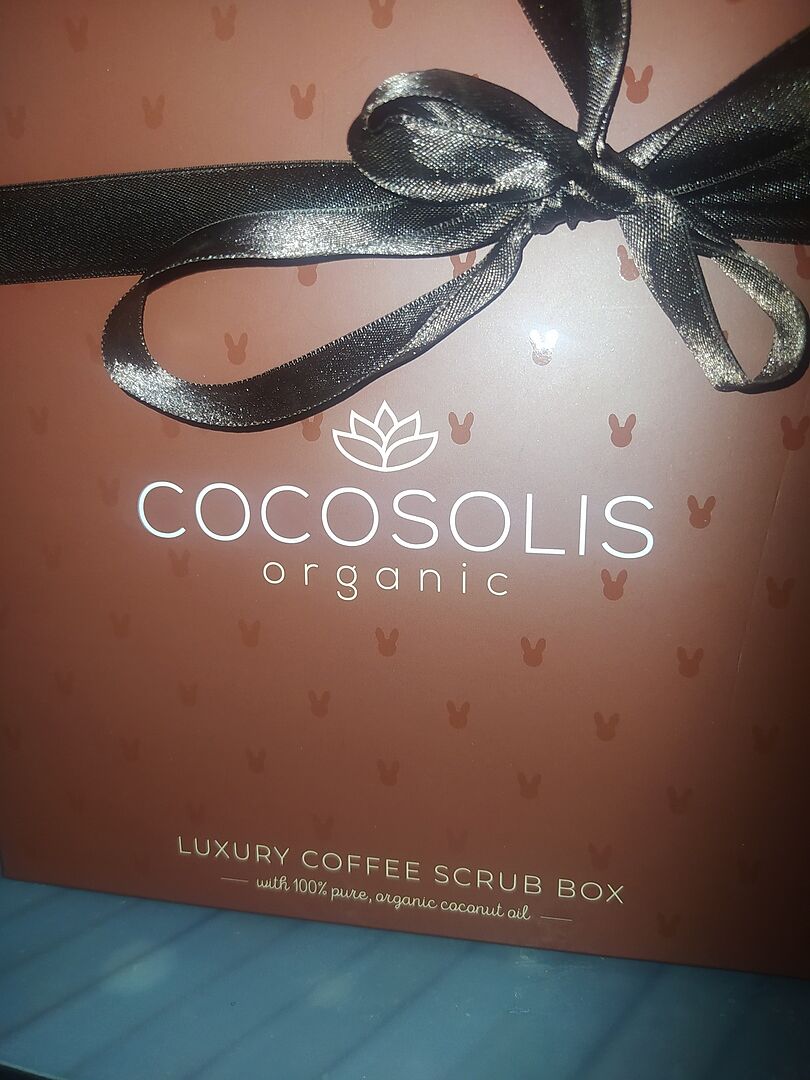 COCOSOLIS
organic
LUXURY COFFEE SCRUB BOX
with 100% pure, organic coconut oil